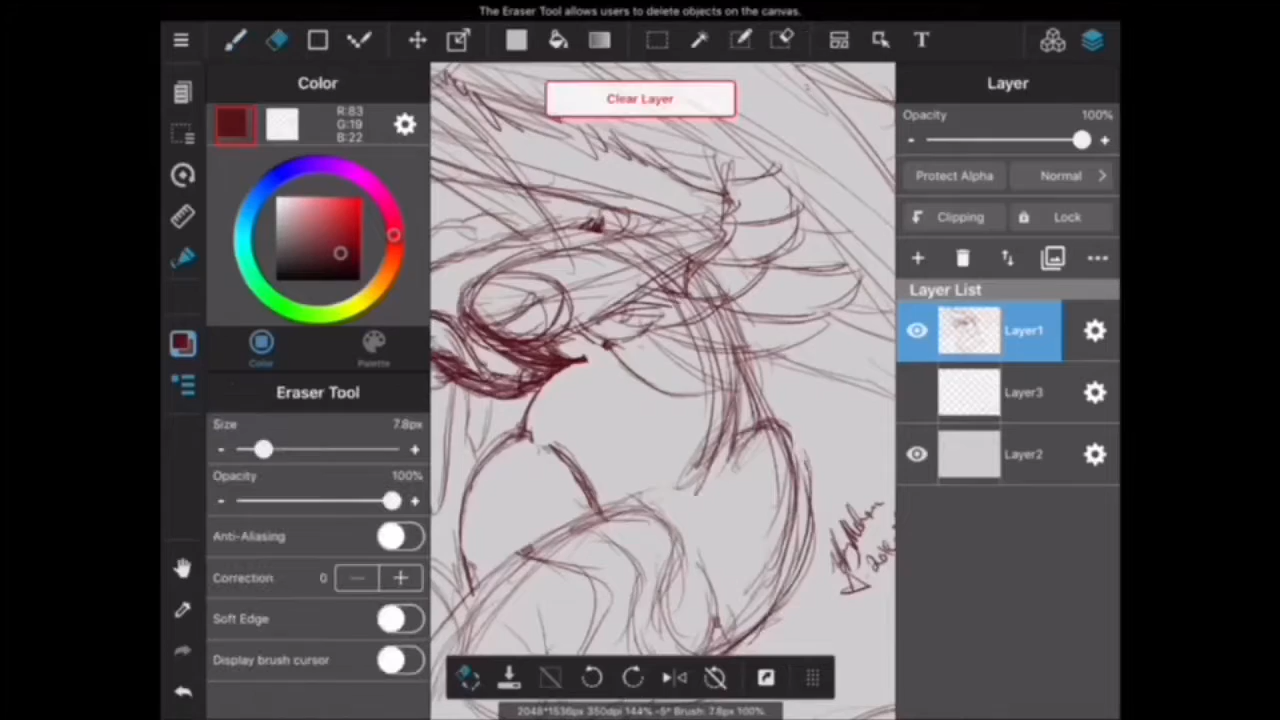 The Eraser Tool allows users to delete objects on the canvas.
T
Color
R:83
G:19
B:22
Clear Layer
Layer
Opacity 100%
- +
Protect Alpha Normal
Clipping Lock
Layer List
Layer1
Layer3
Layer2
Color Palette
Eraser Tool
Size 7.8px
- +
Opacity 100%
- +
Anti-Aliasing
Correction 0
Soft Edge
Display brush cursor
2048*1536px 350dpi 144% -5° Brush: 7.8px 100%.